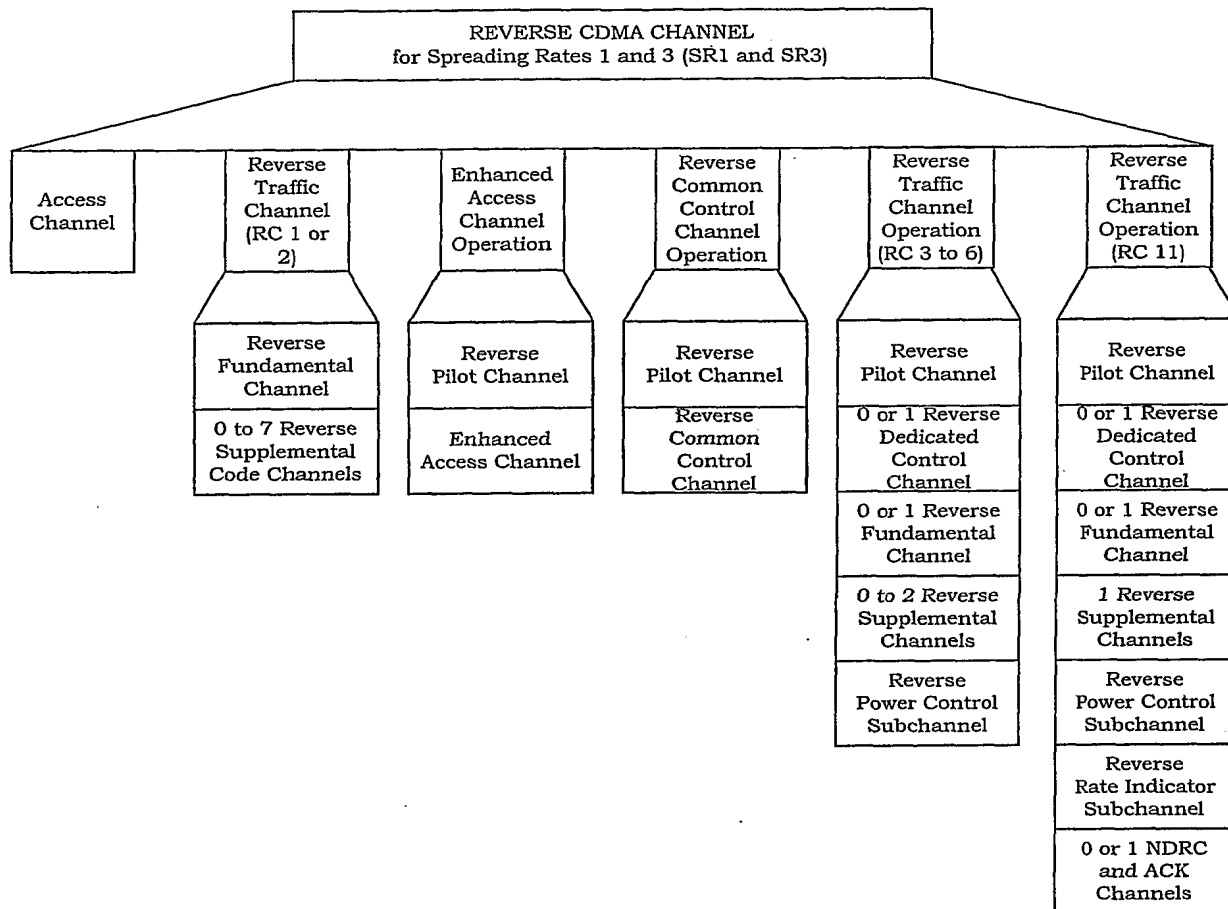 REVERSE CDMA CHANNEL
for Spreading Rates 1 and 3 (SR1 and SR3)
Access
Channel
Reverse
Traffic
Channel
(RC 1 or
2)
Enhanced
Access
Channel
Operation
Reverse
Common
Control
Channel
Operation
Reverse
Traffic
Channel
Operation
(RC 3 to 6)
Reverse
Traffic
Channel
Operation
(RC 11)
Reverse
Fundamental
Channel
0 to 7 Reverse
Supplemental
Code Channels
Reverse
Pilot Channel
Enhanced
Access Channel
Reverse
Pilot Channel
Reverse
Common
Control
Channel
Reverse
Pilot Channel
0 or 1 Reverse
Dedicated
Control
Channel
0 or 1 Reverse
Fundamental
Channel
0 to 2 Reverse
Supplemental
Channels
Reverse
Power Control
Subchannel
Reverse
Pilot Channel
0 or 1 Reverse
Dedicated
Control
Channel
0 or 1 Reverse
Fundamental
Channel
1 Reverse
Supplemental
Channels
Reverse
Power Control
Subchannel
Reverse
Rate Indicator
Subchannel
0 or 1 NDRC
and ACK
Channels